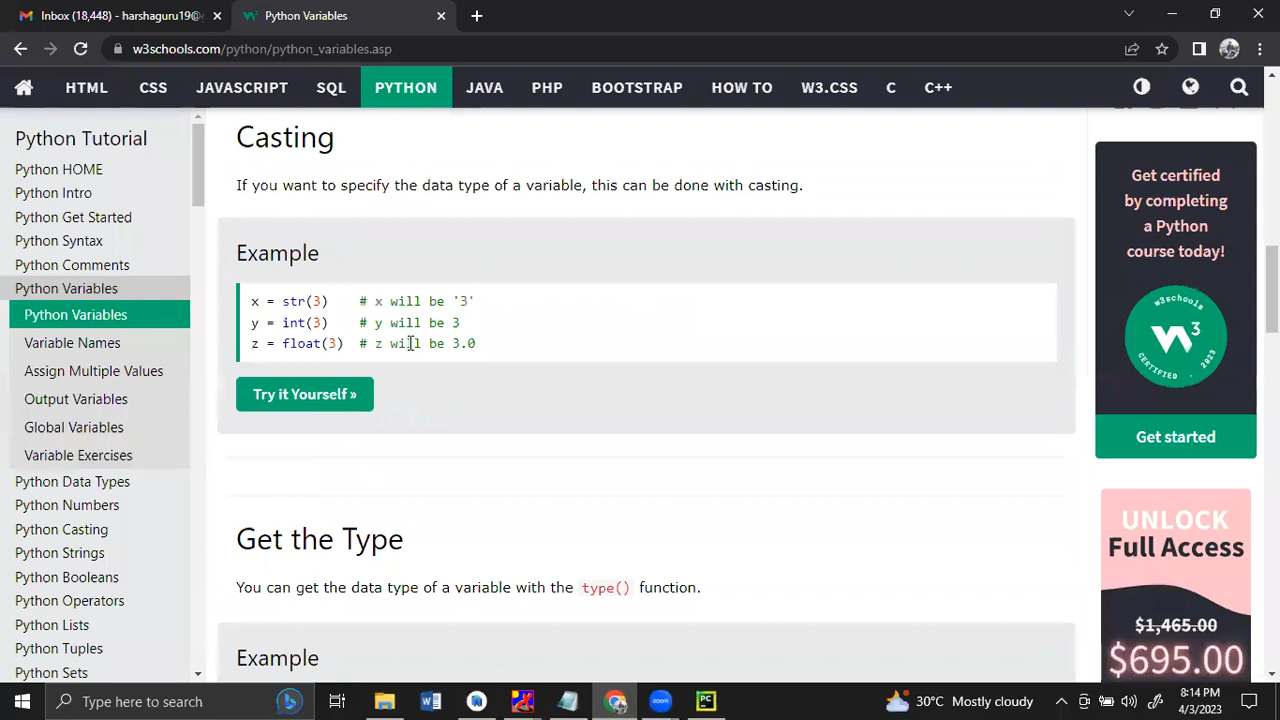 Inbox (18,448) - harshaguru19@
Python Variables
w3schools.com/python/python_variables.asp
HTML CSS JAVASCRIPT SQL PYTHON JAVA PHP BOOTSTRAP HOW TO W3.CSS C C++
Python Tutorial
Python HOME
Python Intro
Python Get Started
Python Syntax
Python Comments
Python Variables
Python Variables
Variable Names
Assign Multiple Values
Output Variables
Global Variables
Variable Exercises
Python Data Types
Python Numbers
Python Casting
Python Strings
Python Booleans
Python Operators
Python Lists
Python Tuples
Python Sets
Casting
If you want to specify the data type of a variable, this can be done with casting.
Example
x = str(3)    # x will be '3'
y = int(3)    # y will be 3
z = float(3)  # z will be 3.0
Try it Yourself »
Get the Type
You can get the data type of a variable with the type() function.
Example
Get certified
by completing
a Python
course today!
w3schools
CERTIFIED . 2023
Get started
UNLOCK
Full Access
$1,465.00
$695.00
Type here to search
30°C Mostly cloudy
8:14 PM
4/3/2023